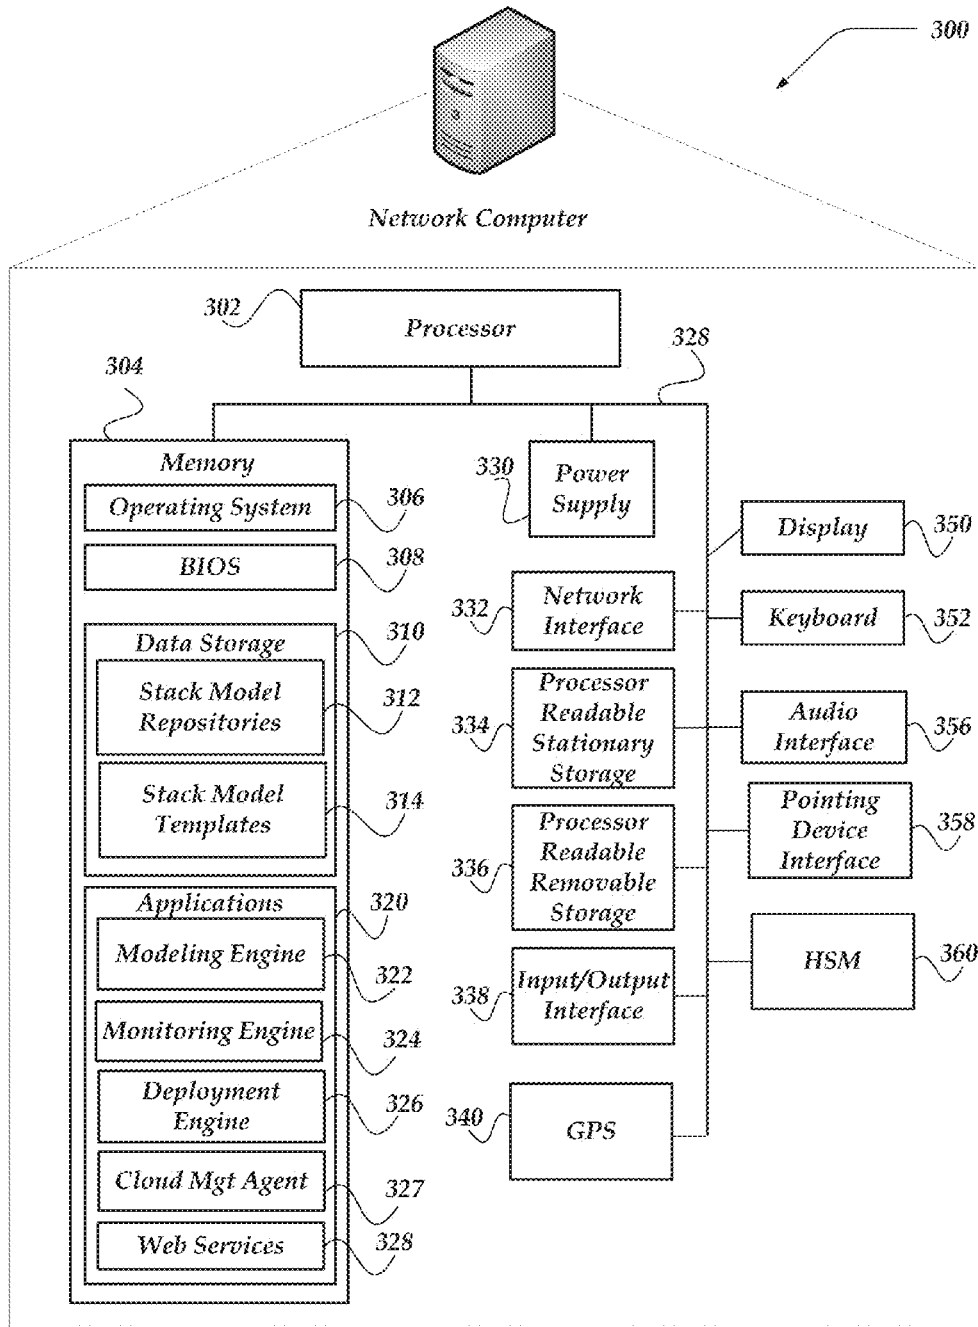 300
Network Computer
302
Processor
328
304
Memory
Operating System
306
BIOS
308
310
Data Storage
Stack Model
Repositories
312
Stack Model
Templates
314
Applications
320
Modeling Engine
322
Monitoring Engine
324
Deployment
Engine
326
Cloud Mgt Agent
327
Web Services
328
330
Power
Supply
332
Network
Interface
334
Processor
Readable
Stationary
Storage
336
Processor
Readable
Removable
Storage
338
Input/Output
Interface
340
GPS
Display
350
Keyboard
352
Audio
Interface
356
Pointing
Device
Interface
358
HSM
360